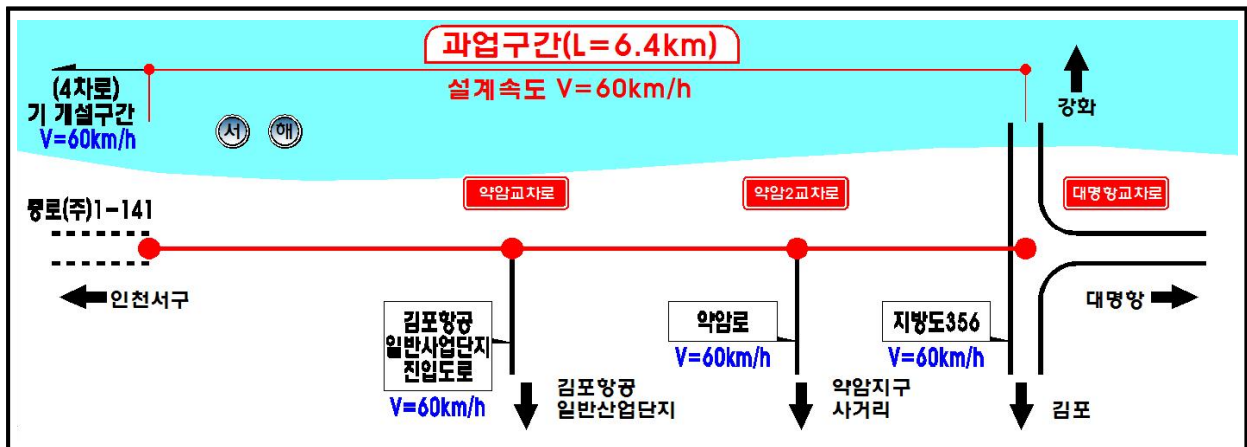 과업구간(L=6.4km)
설계속도 V=60km/h
(4차로)
기 개설구간
V=60km/h
서 해
강화
약암교차로
약암2교차로
대명항교차로
중로(주)1-141
인천서구
대명항
김포항공
일반사업단지
진입도로
V=60km/h
약암로
V=60km/h
지방도356
V=60km/h
김포항공
일반산업단지
약암지구
사거리
김포